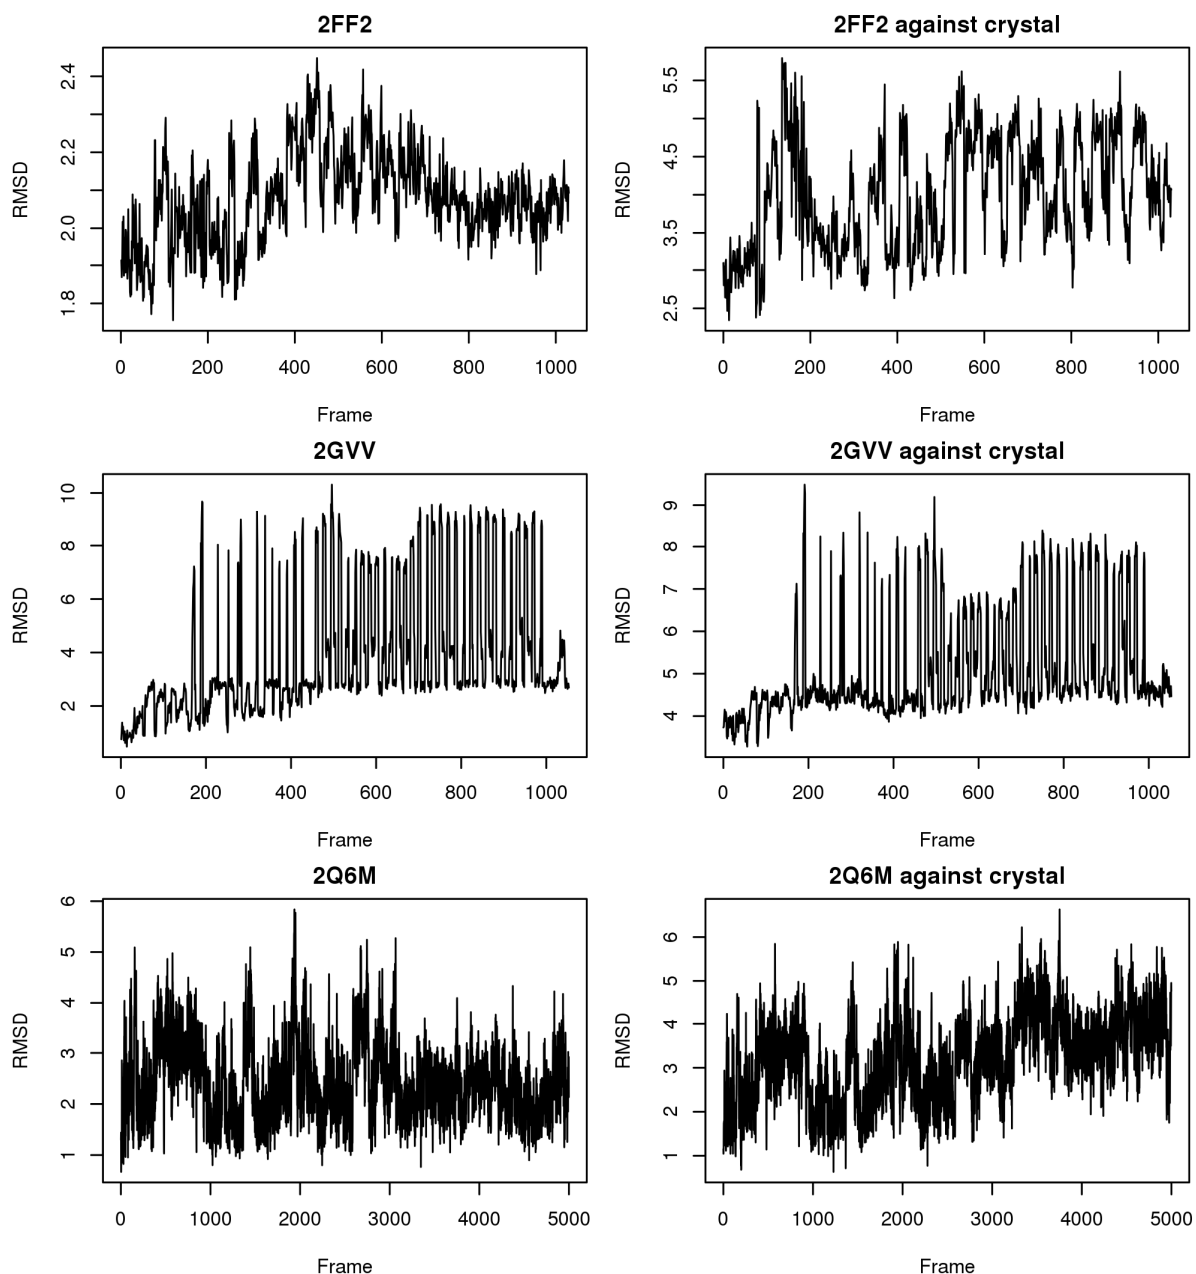 2FF2
2FF2 against crystal
RMSD
1.8 2.0 2.2 2.4
0 200 400 600 800 1000
Frame
RMSD
2.5 3.5 4.5 5.5
0 200 400 600 800 1000
Frame
2GVV
2GVV against crystal
RMSD
2 4 6 8 10
0 200 400 600 800 1000
Frame
RMSD
4 5 6 7 8 9
0 200 400 600 800 1000
Frame
2Q6M
2Q6M against crystal
RMSD
1 2 3 4 5 6
0 1000 2000 3000 4000 5000
Frame
RMSD
1 2 3 4 5 6
0 1000 2000 3000 4000 5000
Frame